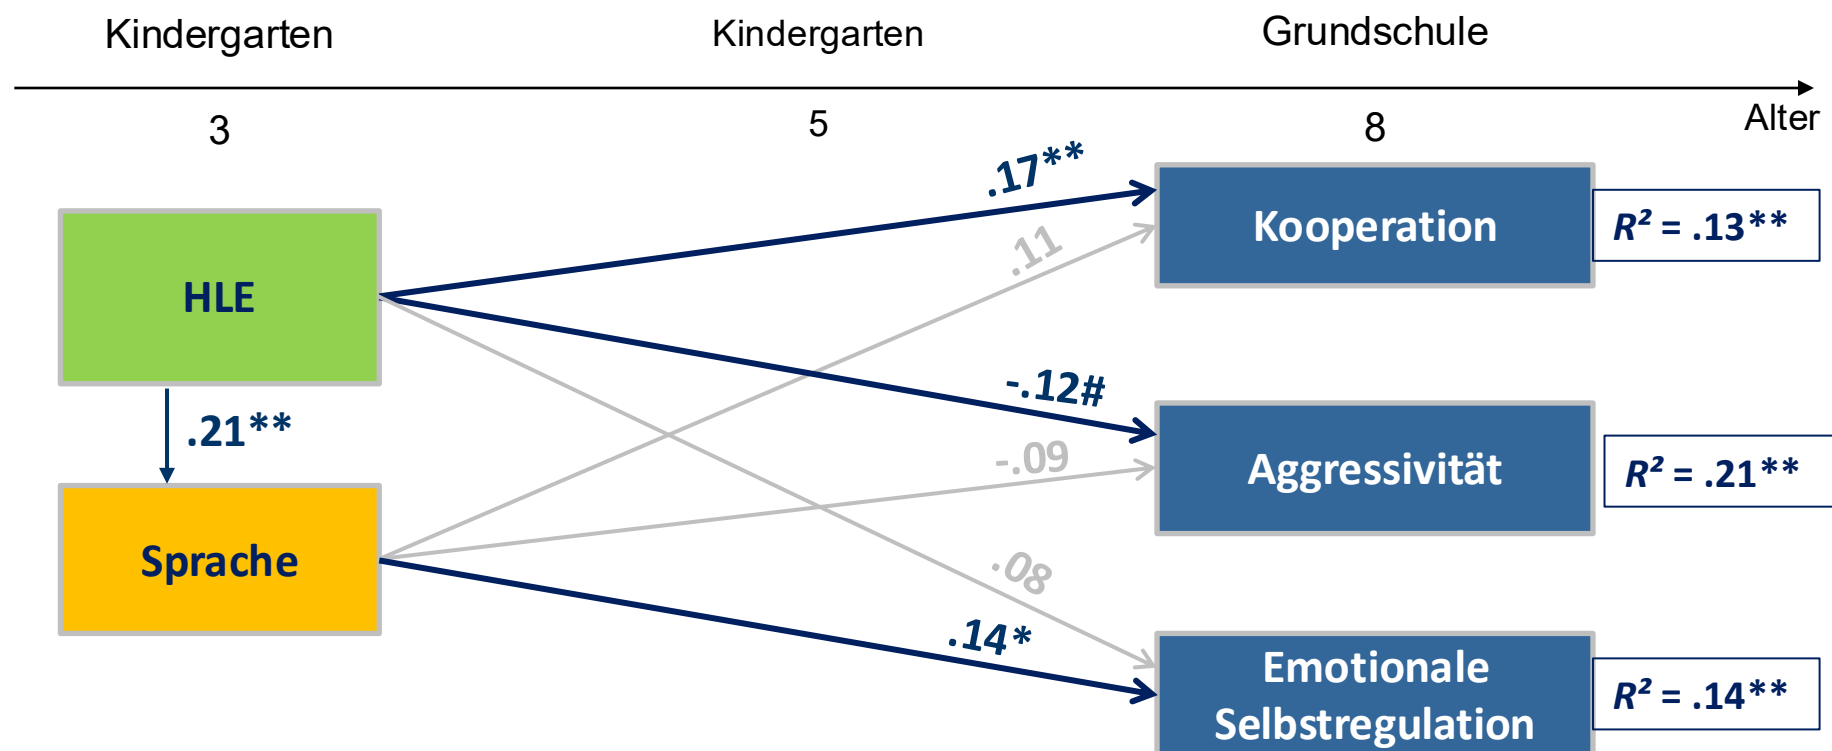 Kindergarten
Kindergarten
Grundschule
3
5
8
Alter
.17**
Kooperation
R² = .13**
.11
HLE
-.12#
.21**
-.09
Aggressivität
R² = .21**
Sprache
.08
.14*
Emotionale
Selbstregulation
R² = .14**